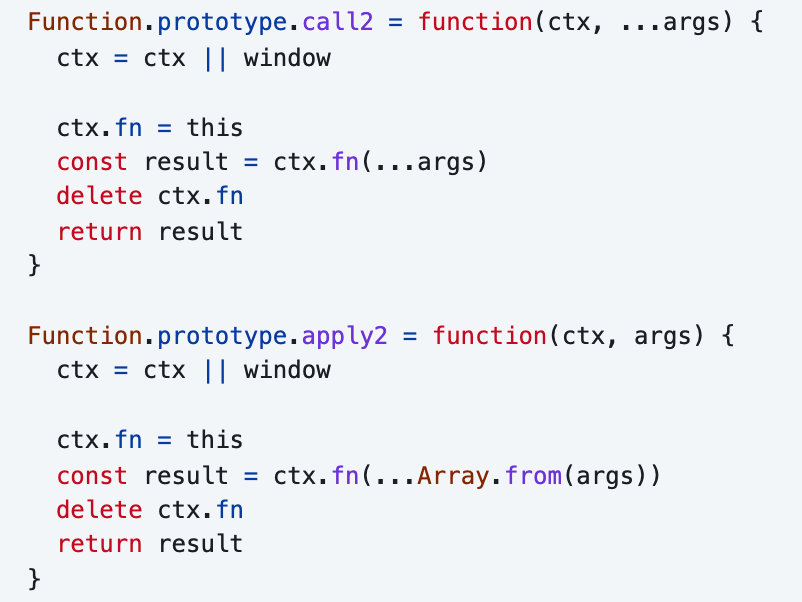 Function.prototype.call2 = function(ctx, ...args) {
  ctx = ctx || window

  ctx.fn = this
  const result = ctx.fn(...args)
  delete ctx.fn
  return result
}

Function.prototype.apply2 = function(ctx, args) {
  ctx = ctx || window

  ctx.fn = this
  const result = ctx.fn(...Array.from(args))
  delete ctx.fn
  return result
}